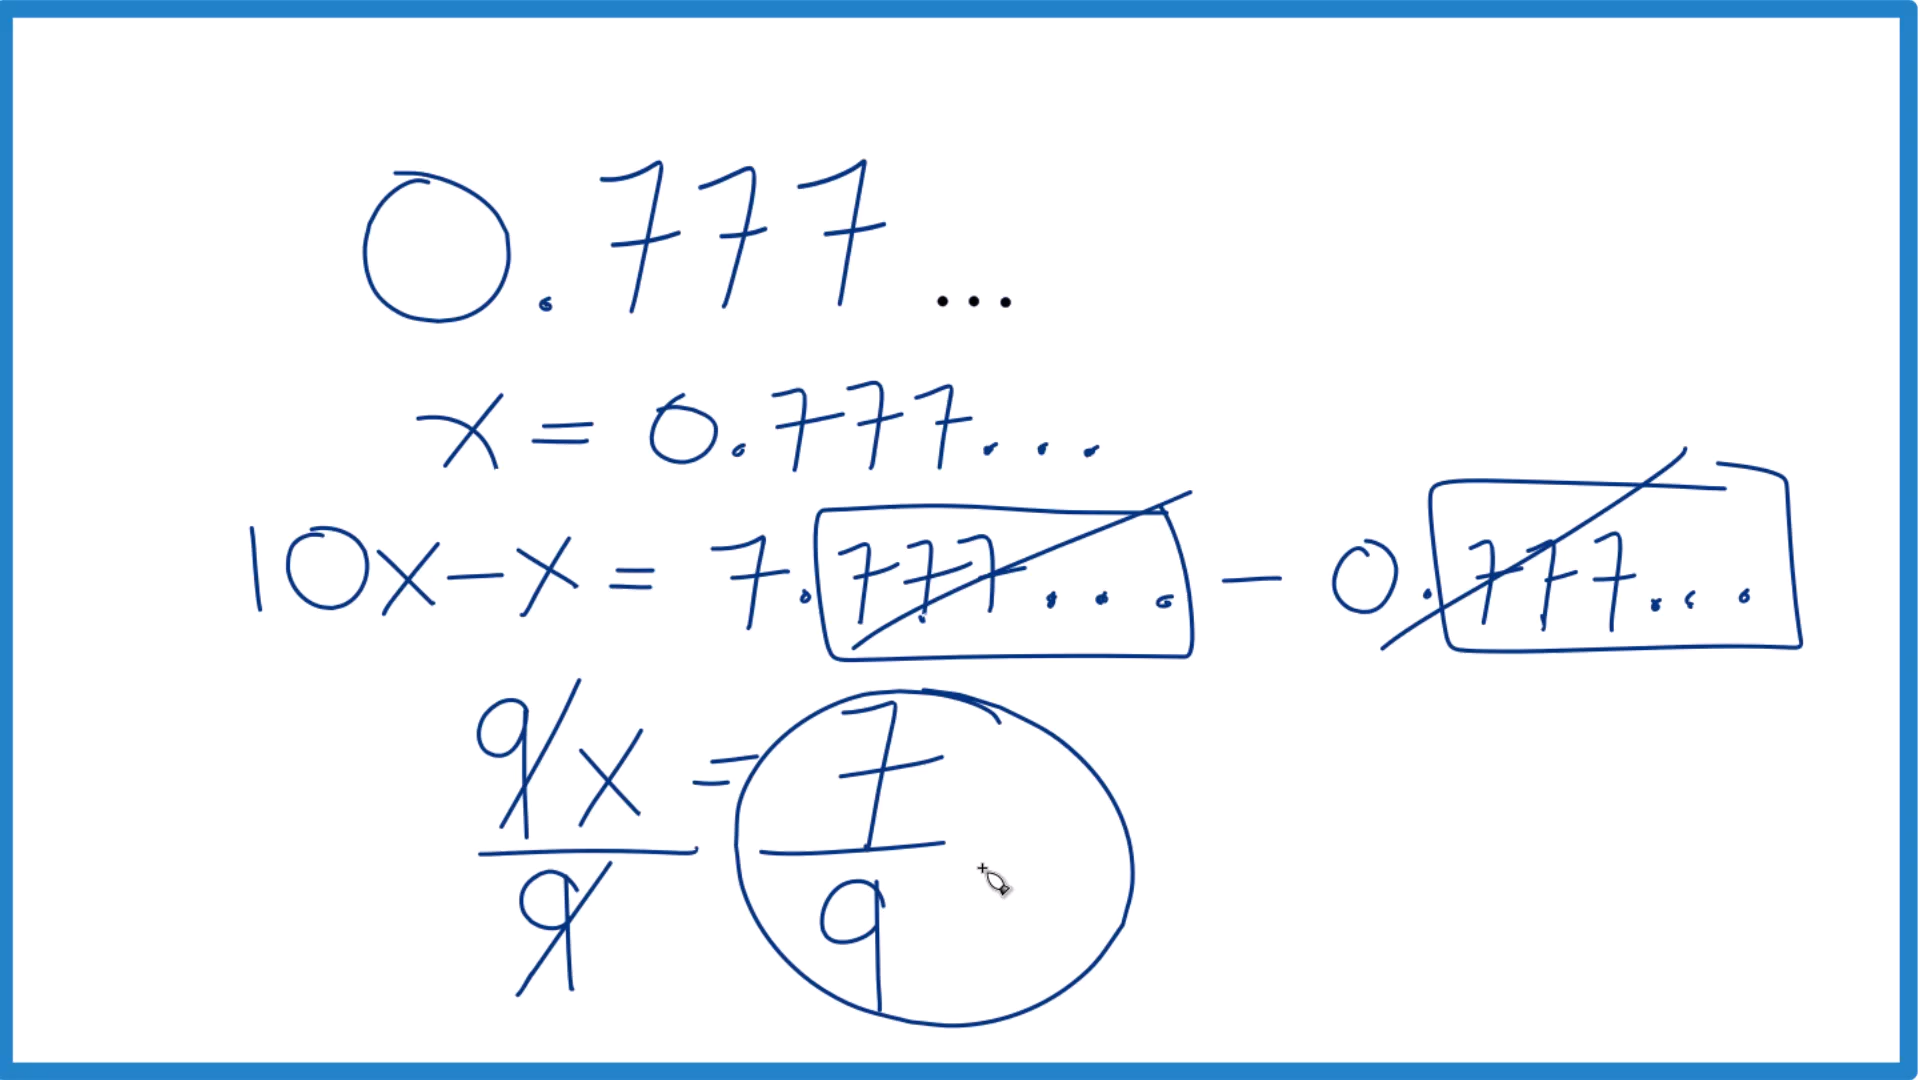 0.777...
x = 0.777...
10x - x = 7.777... - 0.777...
9x/9 = 7/9